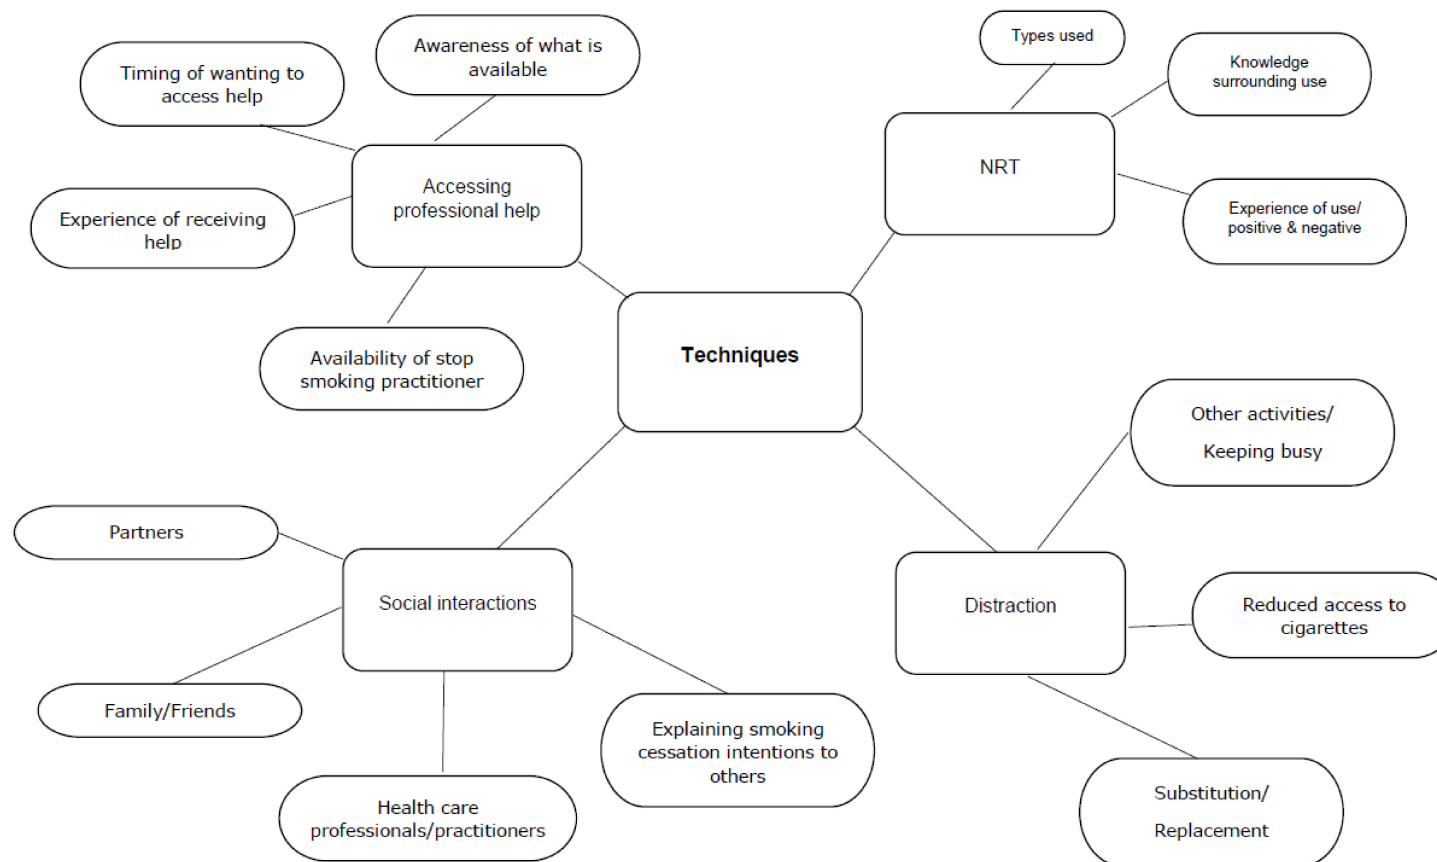 Types used
Awareness of what is
available
Timing of wanting to
access help
Knowledge
surrounding use
NRT
Accessing
professional help
Experience of receiving
help
Experience of use/
positive & negative
Availability of stop
smoking practitioner
Techniques
Other activities/
Keeping busy
Partners
Social interactions
Distraction
Reduced access to
cigarettes
Family/Friends
Explaining smoking
cessation intentions to
others
Health care
professionals/practitioners
Substitution/
Replacement